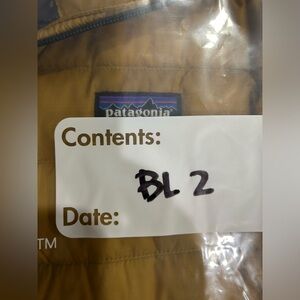 patagonia
Contents:
BL 2
Date:
TM